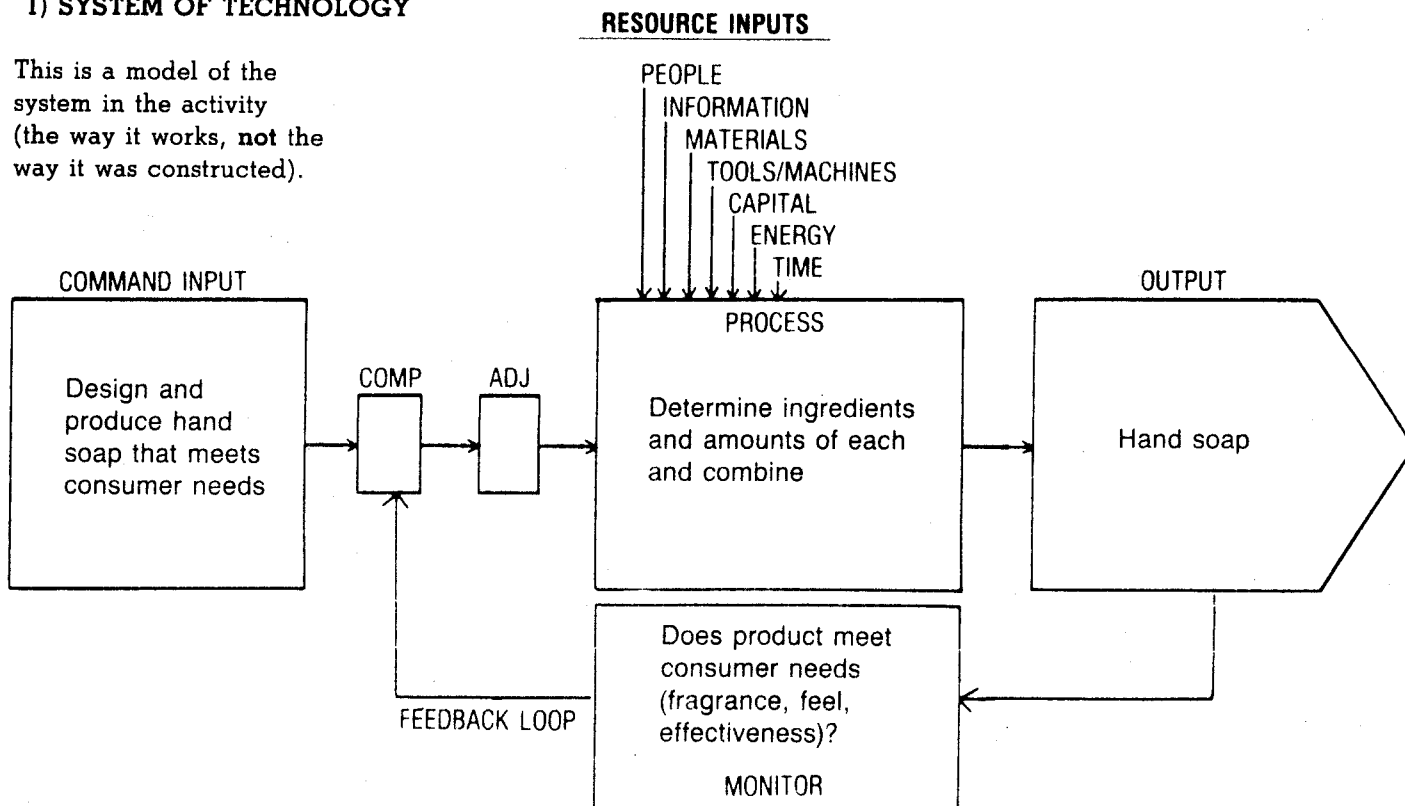 I) SYSTEM OF TECHNOLOGY
RESOURCE INPUTS
This is a model of the
system in the activity
(the way it works, not the
way it was constructed).
PEOPLE
INFORMATION
MATERIALS
TOOLS/MACHINES
CAPITAL
ENERGY
TIME
COMMAND INPUT
Design and
produce hand
soap that meets
consumer needs
COMP
ADJ
PROCESS
Determine ingredients
and amounts of each
and combine
OUTPUT
Hand soap
Does product meet
consumer needs
(fragrance, feel,
effectiveness)?
MONITOR
FEEDBACK LOOP